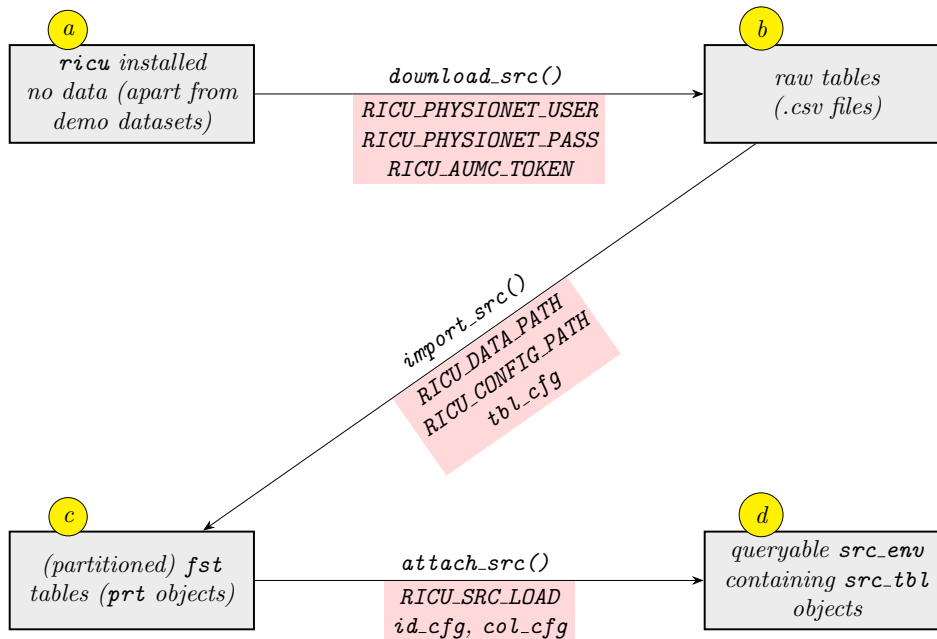 a
ricu installed
no data (apart from
demo datasets)
download_src()
RICU_PHYSIONET_USER
RICU_PHYSIONET_PASS
RICU_AUMC_TOKEN
b
raw tables
(.csv files)
import_src()
RICU_DATA_PATH
RICU_CONFIG_PATH
tbl_cfg
c
(partitioned) fst
tables (prt objects)
attach_src()
RICU_SRC_LOAD
id_cfg, col_cfg
d
queryable src_env
containing src_tbl
objects